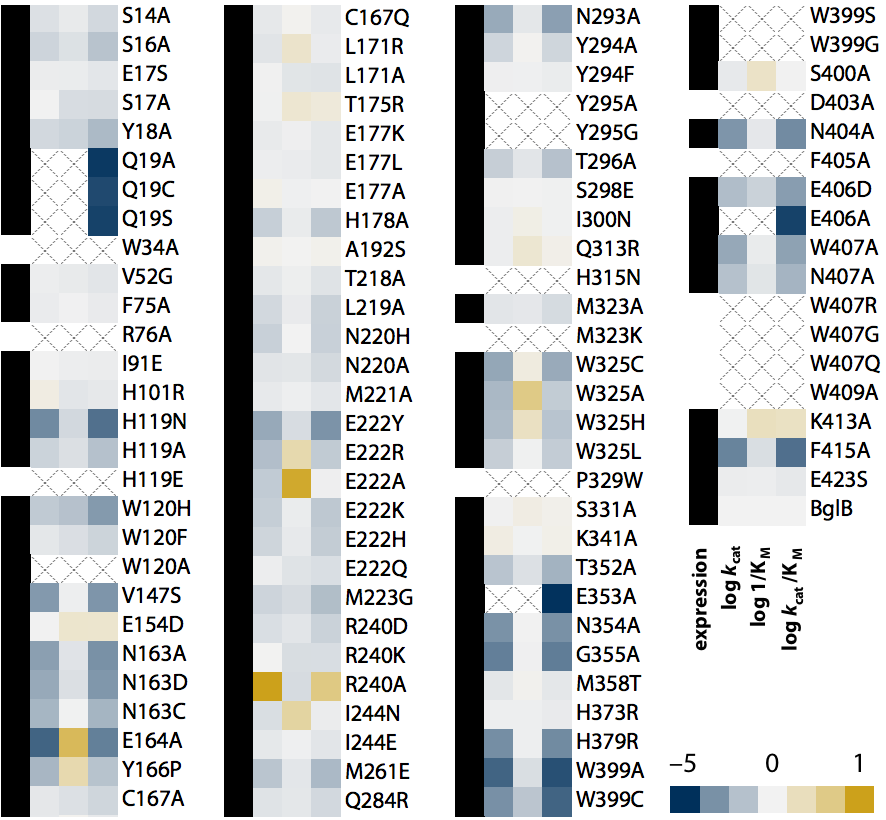 S14A
S16A
E17S
S17A
Y18A
Q19A
Q19C
Q19S
W34A
V52G
F75A
R76A
I91E
H101R
H119N
H119A
H119E
W120H
W120F
W120A
V147S
E154D
N163A
N163D
N163C
E164A
Y166P
C167A
C167Q
L171R
L171A
T175R
E177K
E177L
E177A
H178A
A192S
T218A
L219A
N220H
N220A
M221A
E222Y
E222R
E222A
E222K
E222H
E222Q
M223G
R240D
R240K
R240A
I244N
I244E
M261E
Q284R
N293A
Y294A
Y294F
Y295A
Y295G
T296A
S298E
I300N
Q313R
H315N
M323A
M323K
W325C
W325A
W325H
W325L
P329W
S331A
K341A
T352A
E353A
N354A
G355A
M358T
H373R
H379R
W399A
W399C
W399S
W399G
S400A
D403A
N404A
F405A
E406D
E406A
W407A
N407A
W407R
W407G
W407Q
W409A
K413A
F415A
E423S
BglB
expression
log kcat
log 1/KM
log kcat/KM
−5 0 1